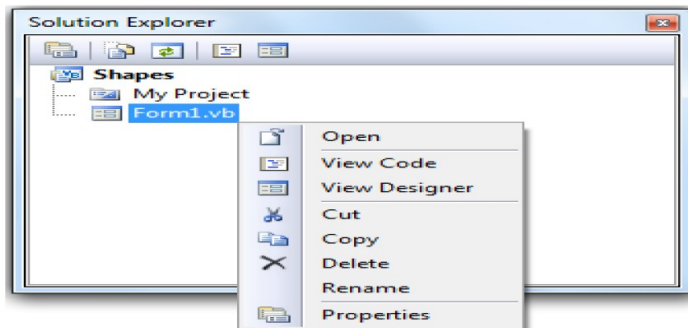 Solution Explorer
Shapes
My Project
Form1.vb
Open
View Code
View Designer
Cut
Copy
Delete
Rename
Properties